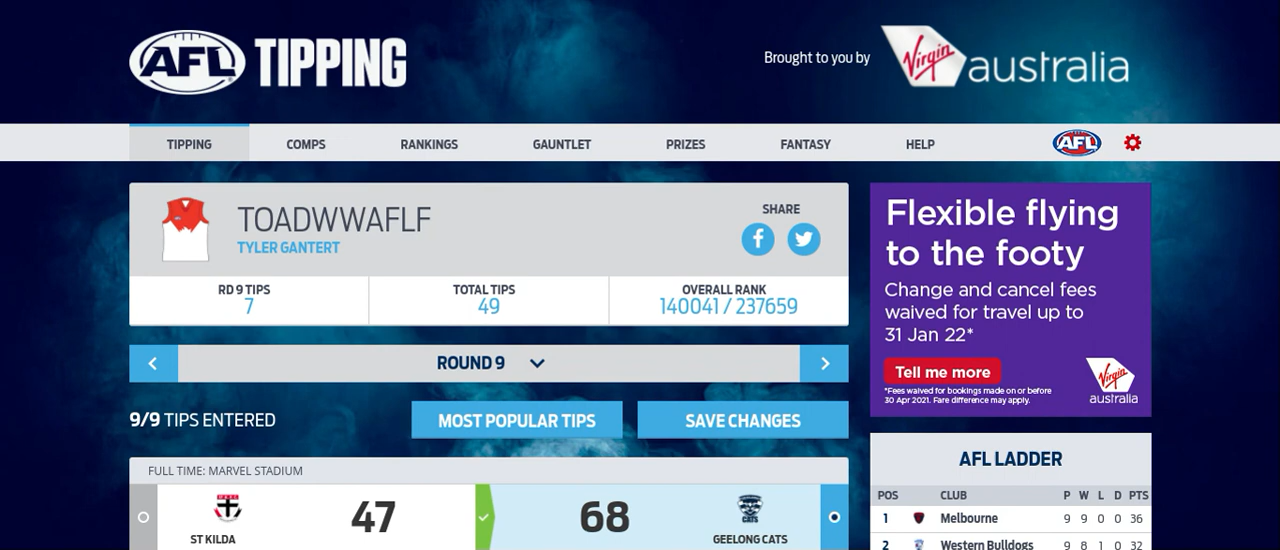 AFL TIPPING
Brought to you by
Virgin australia
TIPPING COMPS RANKINGS GAUNTLET PRIZES FANTASY HELP AFL
TOADWWAFLF
TYLER GANTERT
SHARE
RD 9 TIPS
7
TOTAL TIPS
49
OVERALL RANK
140041 / 237659
ROUND 9
9/9 TIPS ENTERED
MOST POPULAR TIPS
SAVE CHANGES
FULL TIME: MARVEL STADIUM
47
68
ST KILDA
CATS
GEELONG CATS
Flexible flying
to the footy
Change and cancel fees
waived for travel up to
31 Jan 22*
Tell me more
*Fees waived for bookings made on or before
30 Apr 2021. Fare difference may apply.
Virgin
australia
AFL LADDER
POS CLUB P W L D PTS
1 Melbourne 9 9 0 0 36
2 Western Bulldogs 9 8 1 0 32